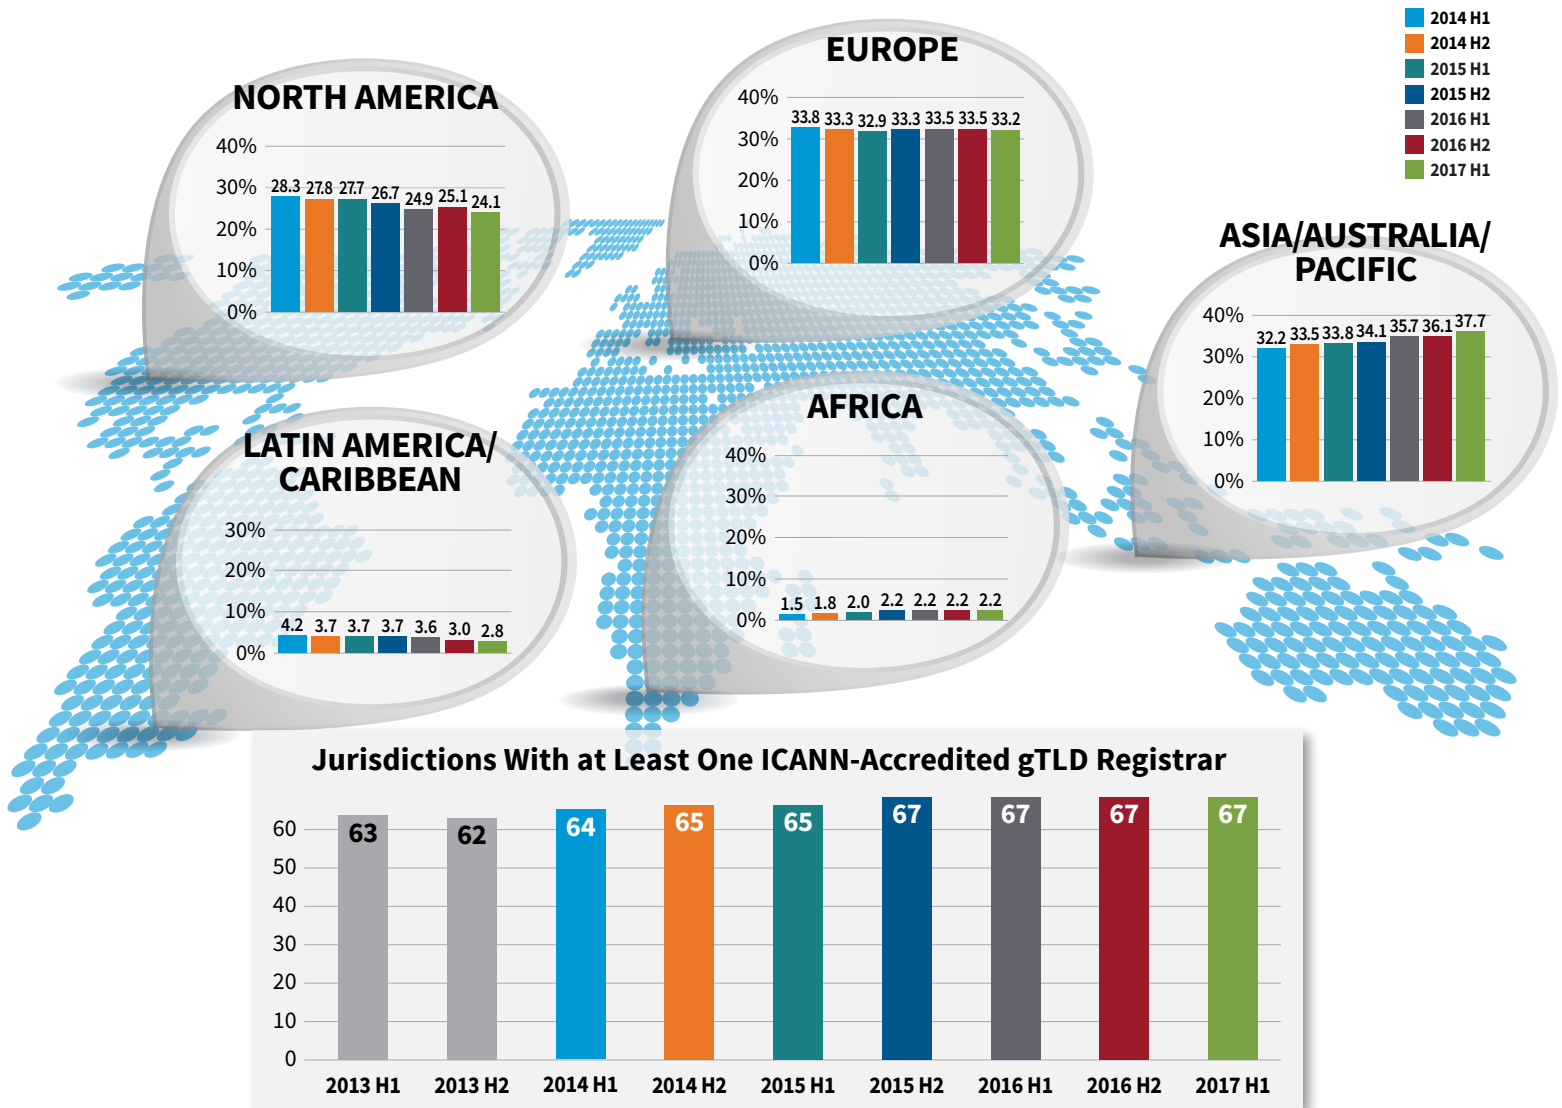 2014 H1
2014 H2
2015 H1
2015 H2
2016 H1
2016 H2
2017 H1
NORTH AMERICA
40%
30%
20%
10%
0%
28.3 27.8 27.7 26.7 24.9 25.1 24.1
EUROPE
40%
30%
20%
10%
0%
33.8 33.3 32.9 33.3 33.5 33.5 33.2
ASIA/AUSTRALIA/
PACIFIC
40%
30%
20%
10%
0%
32.2 33.5 33.8 34.1 35.7 36.1 37.7
LATIN AMERICA/
CARIBBEAN
30%
20%
10%
0%
4.2 3.7 3.7 3.7 3.6 3.0 2.8
AFRICA
40%
30%
20%
10%
0%
1.5 1.8 2.0 2.2 2.2 2.2 2.2
Jurisdictions With at Least One ICANN-Accredited gTLD Registrar
60
50
40
30
20
10
0
63 62 64 65 65 67 67 67 67
2013 H1 2013 H2 2014 H1 2014 H2 2015 H1 2015 H2 2016 H1 2016 H2 2017 H1